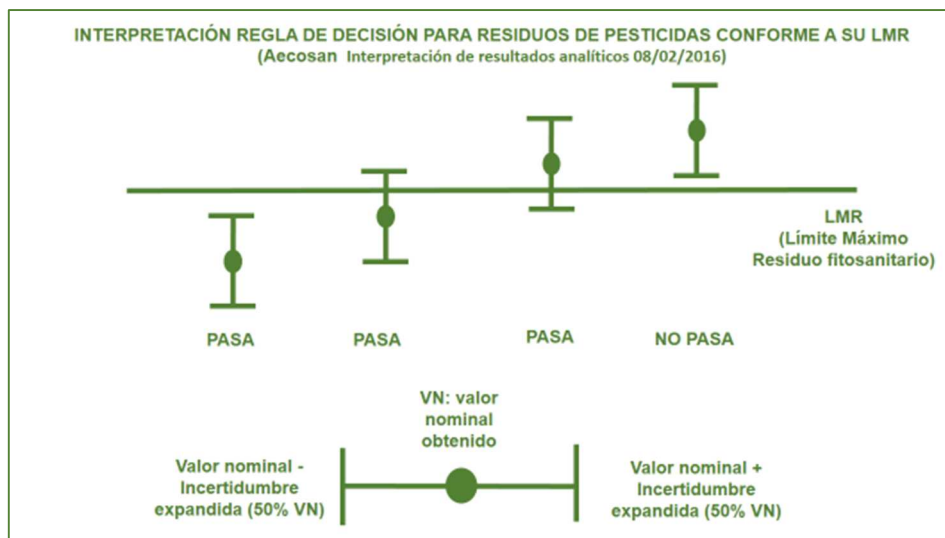 INTERPRETACIÓN REGLA DE DECISIÓN PARA RESIDUOS DE PESTICIDAS CONFORME A SU LMR
(Aecosan Interpretación de resultados analíticos 08/02/2016)
LMR
(Límite Máximo
Residuo fitosanitario)
PASA
PASA
PASA
NO PASA
VN: valor
nominal
obtenido
Valor nominal -
Incertidumbre
expandida (50% VN)
Valor nominal +
Incertidumbre
expandida (50% VN)